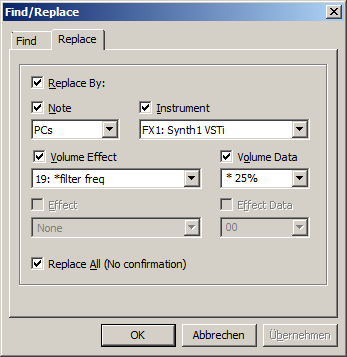 Find/Replace
Find Replace
Replace By:
Note Instrument
PCs FX1: Synth1 VSTi
Volume Effect Volume Data
19: *filter freq * 25%
Effect Effect Data
None 00
Replace All (No confirmation)
OK Abbrechen Übernehmen